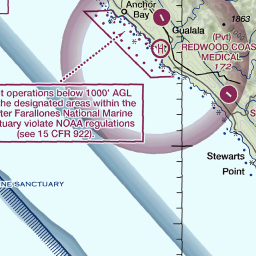 Anchor
Bay
1863
Gualala
(Pvt)
REDWOOD COAS
MEDICAL
172
H
t operations below 1000' AGL
he designated areas within the
ter Farallones National Marine
tuary violate NOAA regulations
(see 15 CFR 922).
S
Stewarts
Point
NE SANCTUARY